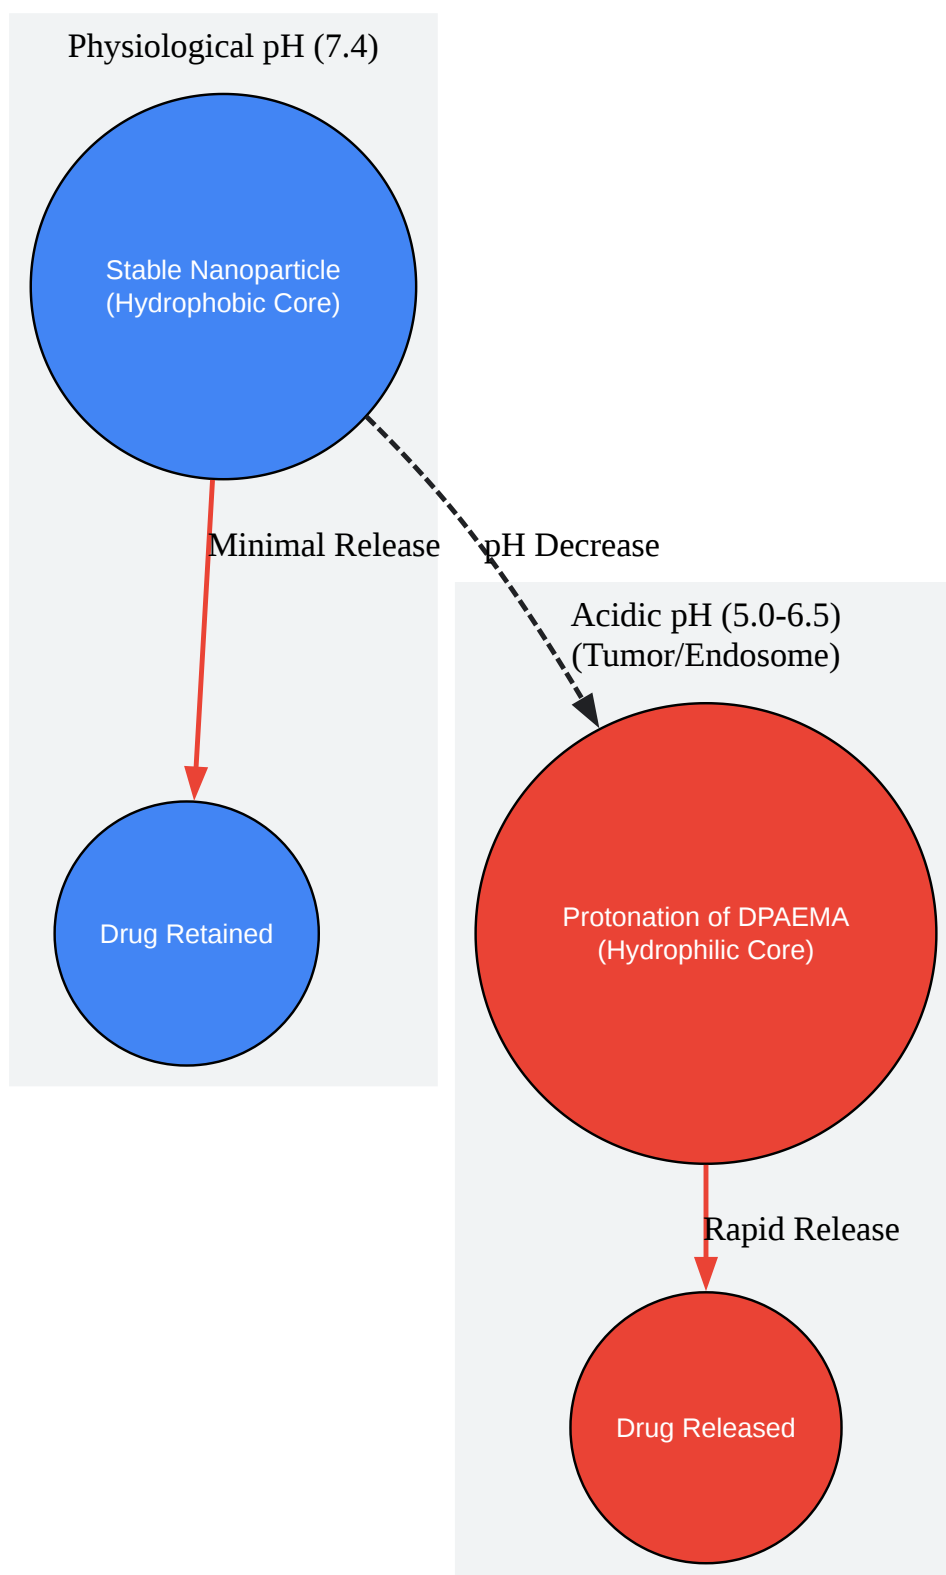 Physiological pH (7.4)
Stable Nanoparticle
(Hydrophobic Core)
Minimal Release
pH Decrease
Drug Retained
Acidic pH (5.0-6.5)
(Tumor/Endosome)
Protonation of DPAEMA
(Hydrophilic Core)
Rapid Release
Drug Released